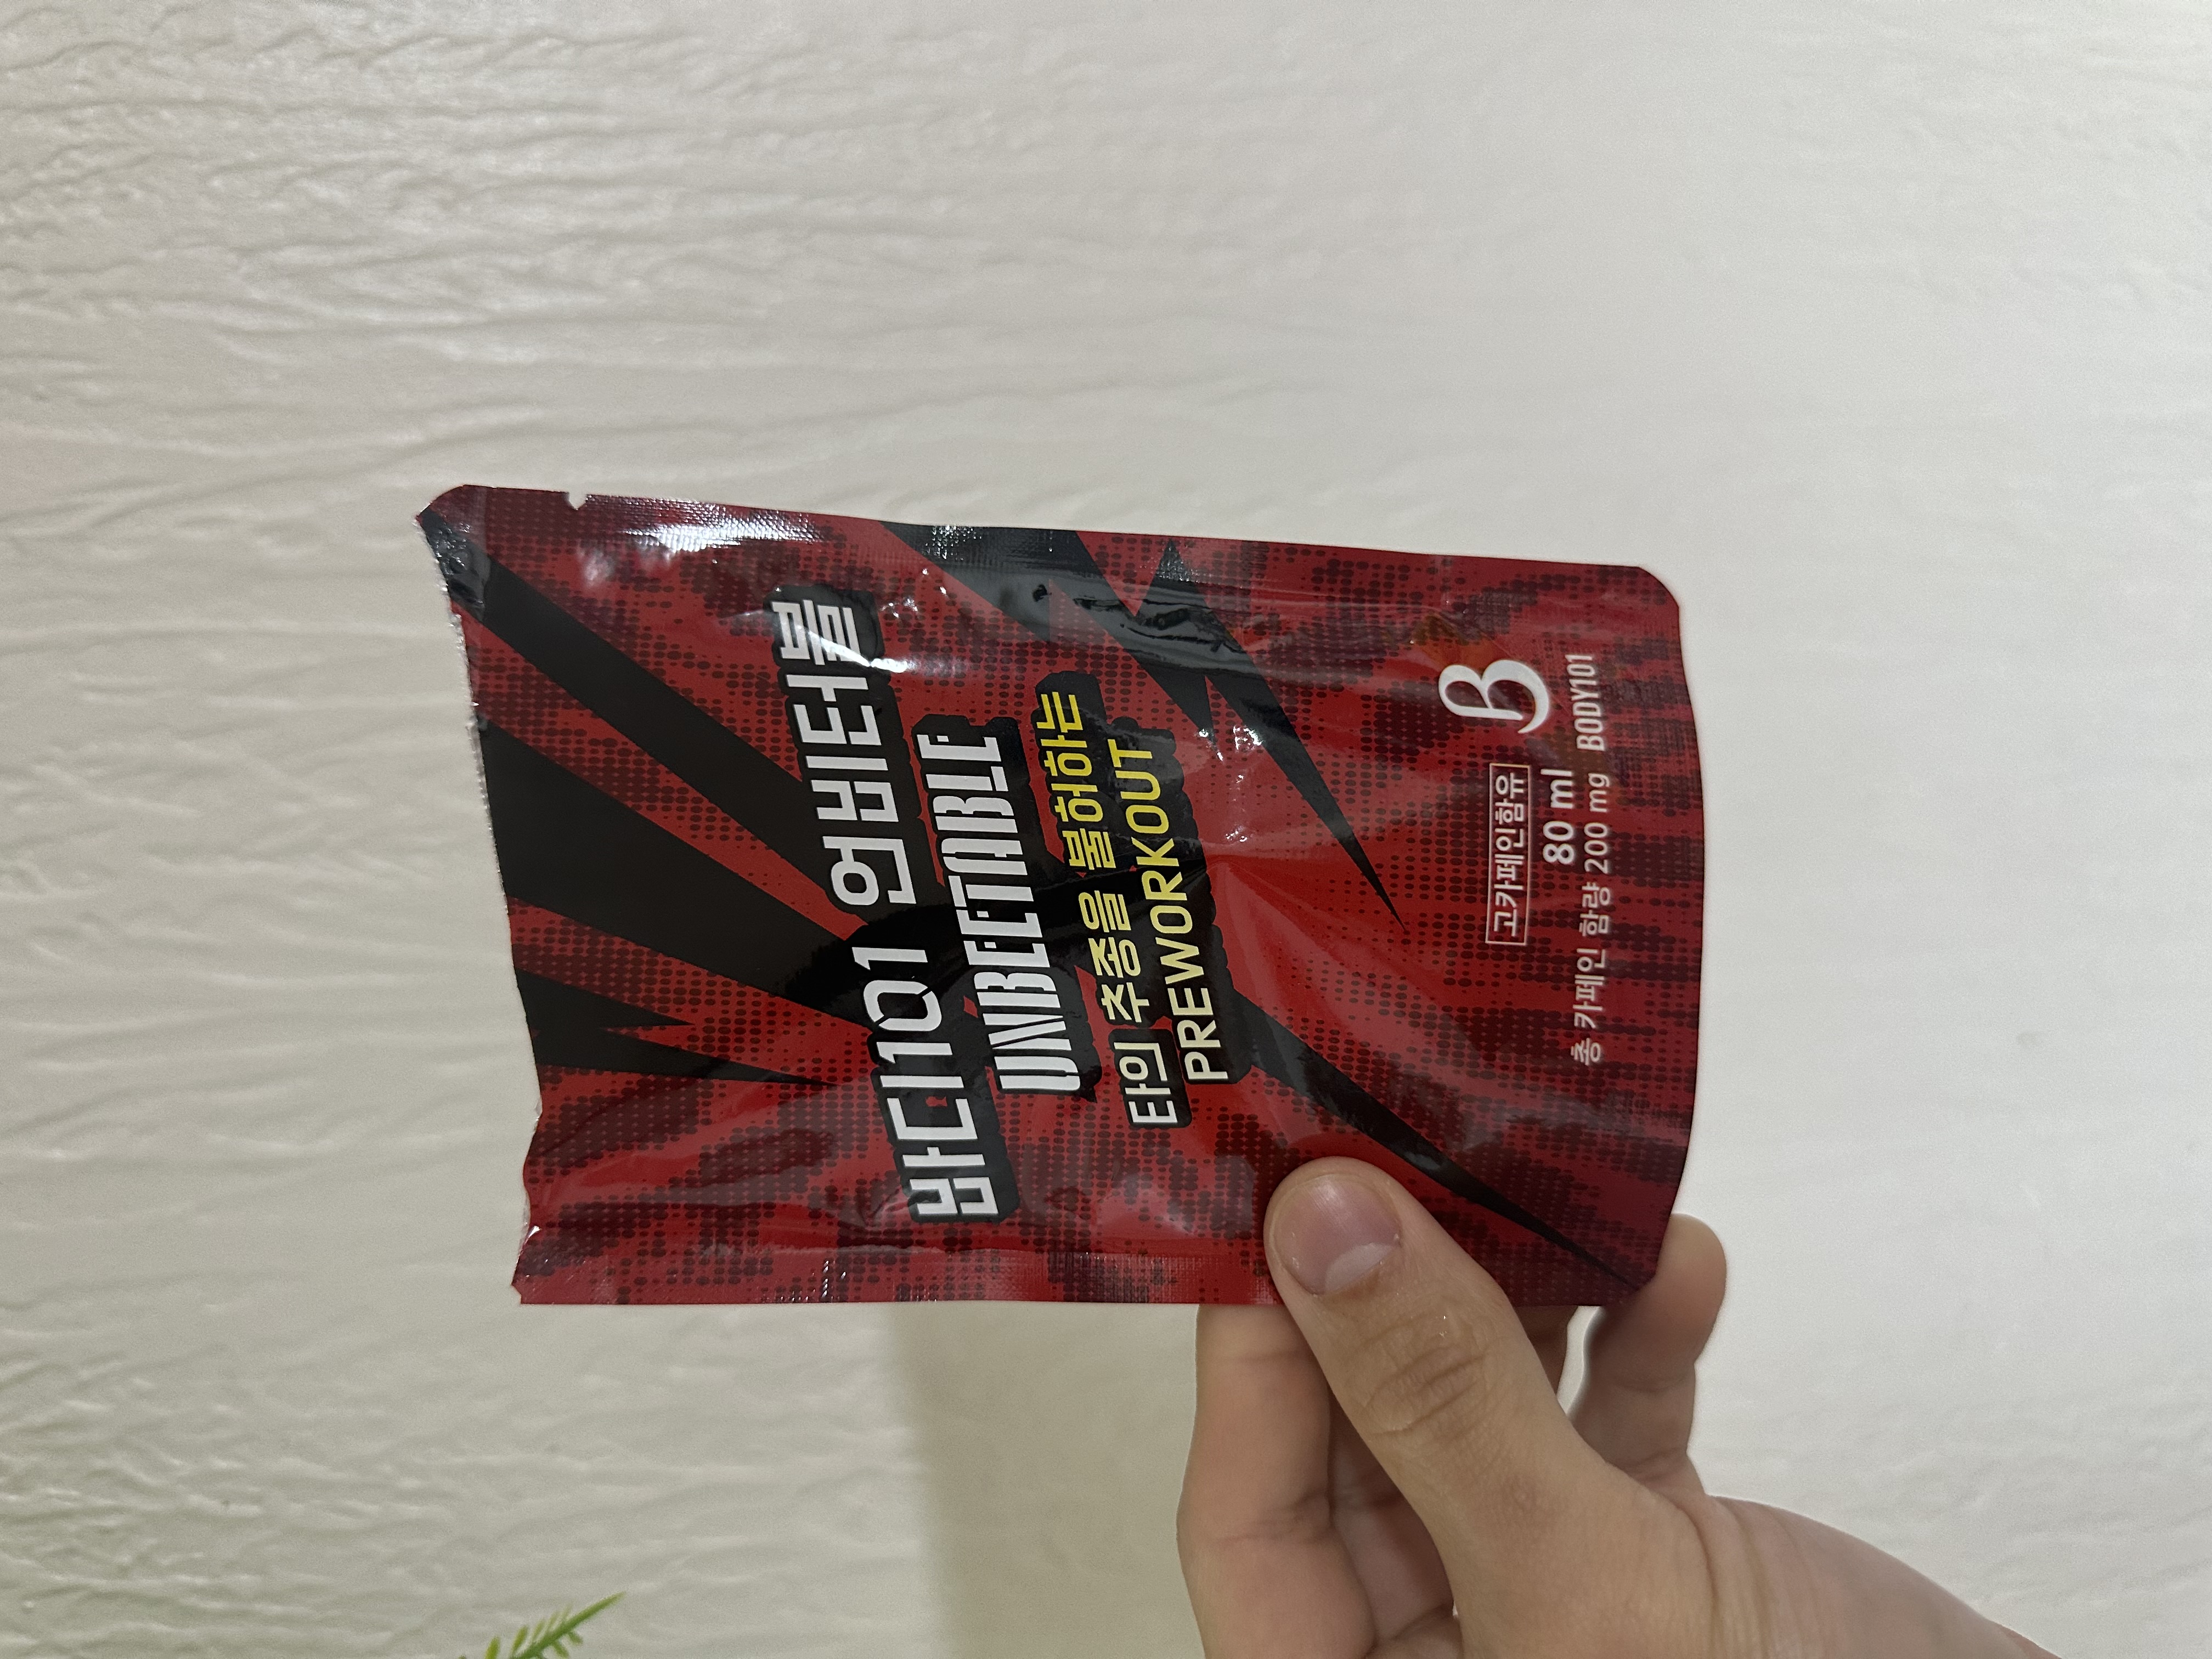 바디101 언비터블
UNBEETABLE
타의 추종을 불허하는
PREWORKOUT
고카페인함유
80 ml
총 카페인 함량 200 mg
B
BODY101